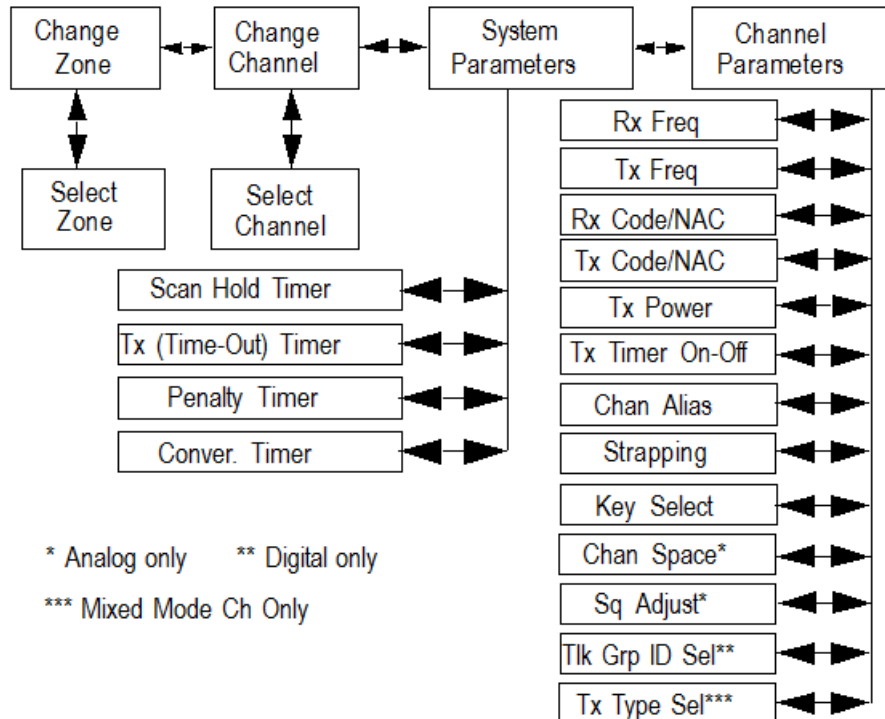 Change
Zone
Change
Channel
System
Parameters
Channel
Parameters
Select
Zone
Select
Channel
Scan Hold Timer
Tx (Time-Out) Timer
Penalty Timer
Conver. Timer
Rx Freq
Tx Freq
Rx Code/NAC
Tx Code/NAC
Tx Power
Tx Timer On-Off
Chan Alias
Strapping
Key Select
Chan Space*
Sq Adjust*
Tlk Grp ID Sel**
Tx Type Sel***
* Analog only ** Digital only
*** Mixed Mode Ch Only